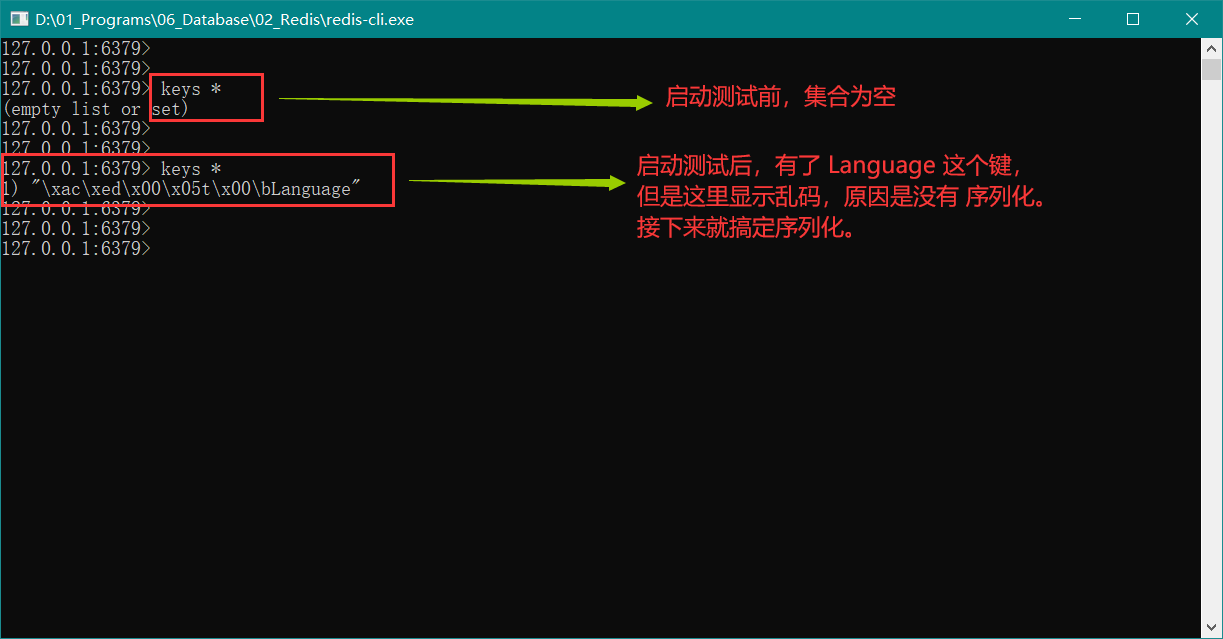 D:\01_Programs\06_Database\02_Redis\redis-cli.exe
127.0.0.1:6379>
127.0.0.1:6379>
127.0.0.1:6379> keys *
(empty list or set)
启动测试前，集合为空
127.0.0.1:6379>
127.0.0.1:6379>
127.0.0.1:6379> keys *
1) "\xac\xed\x00\x05t\x00\bLanguage"
启动测试后，有了 Language 这个键，
但是这里显示乱码，原因是没有 序列化。
接下来就搞定序列化。
127.0.0.1:6379>
127.0.0.1:6379>
127.0.0.1:6379>